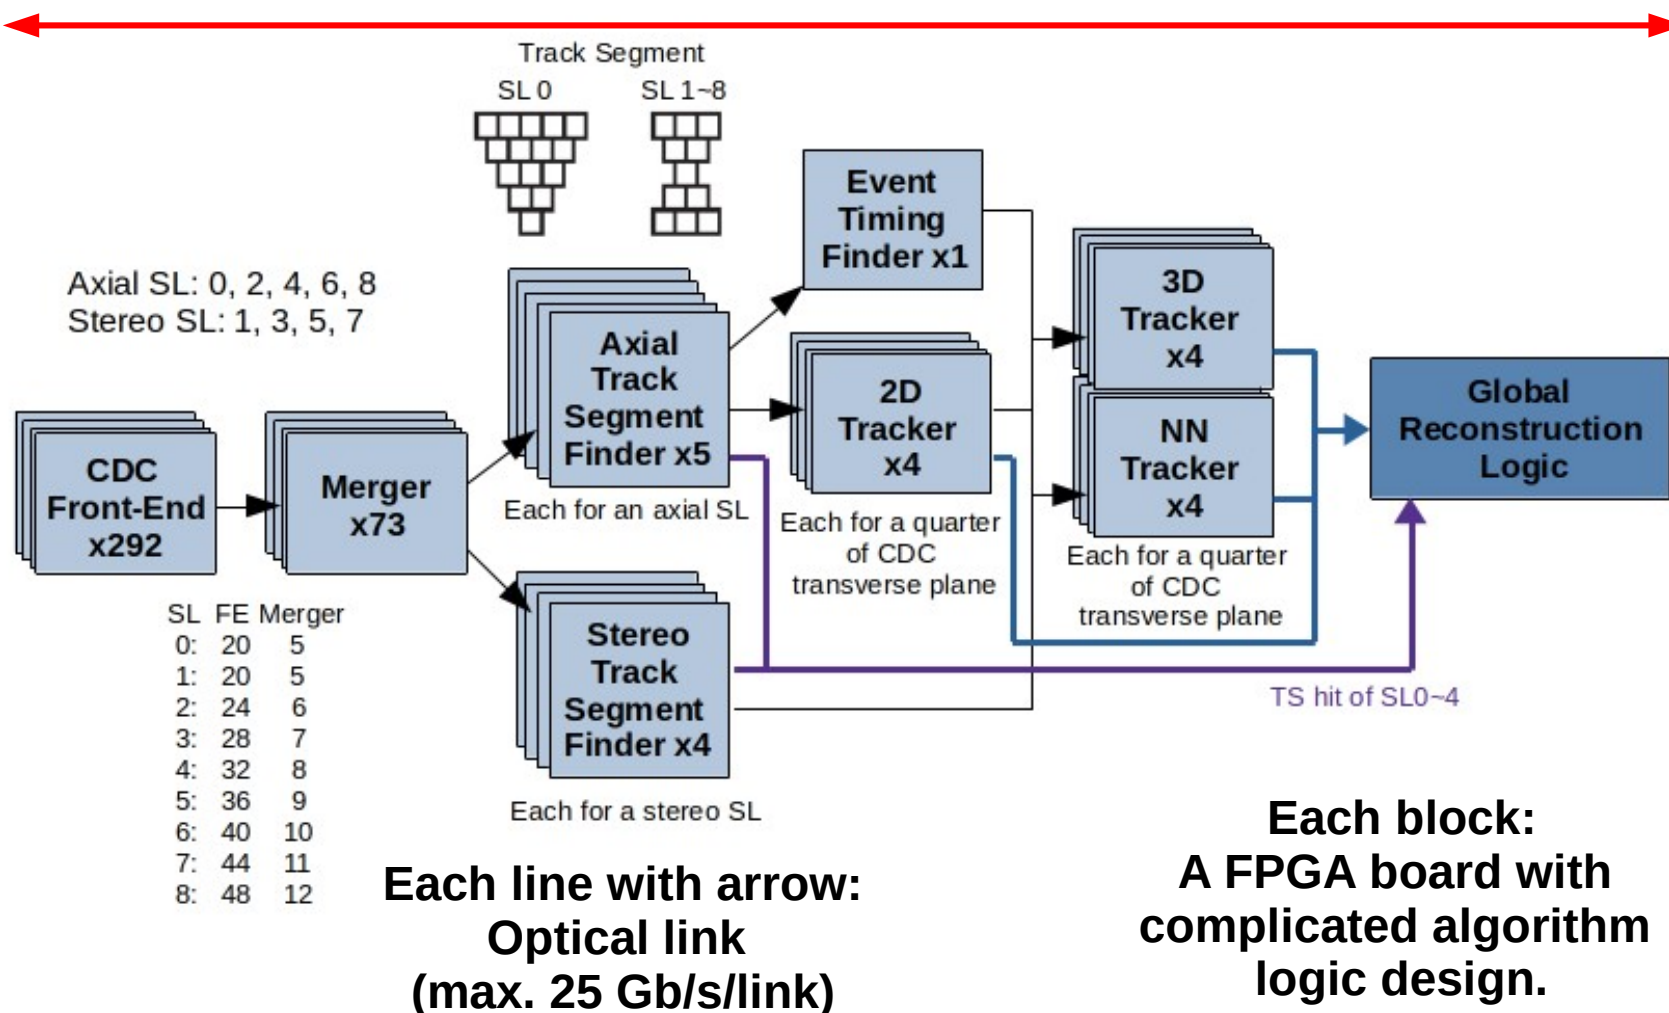 Track Segment
SL 0
SL 1~8
Axial SL: 0, 2, 4, 6, 8
Stereo SL: 1, 3, 5, 7
CDC
Front-End
x292
Merger
x73
SL FE Merger
0: 20 5
1: 20 5
2: 24 6
3: 28 7
4: 32 8
5: 36 9
6: 40 10
7: 44 11
8: 48 12
Axial
Track
Segment
Finder x5
Each for an axial SL
Stereo
Track
Segment
Finder x4
Each for a stereo SL
Event
Timing
Finder x1
2D
Tracker
x4
Each for a quarter
of CDC
transverse plane
3D
Tracker
x4
NN
Tracker
x4
Each for a quarter
of CDC
transverse plane
Global
Reconstruction
Logic
TS hit of SL0~4
Each line with arrow:
Optical link
(max. 25 Gb/s/link)
Each block:
A FPGA board with
complicated algorithm
logic design.